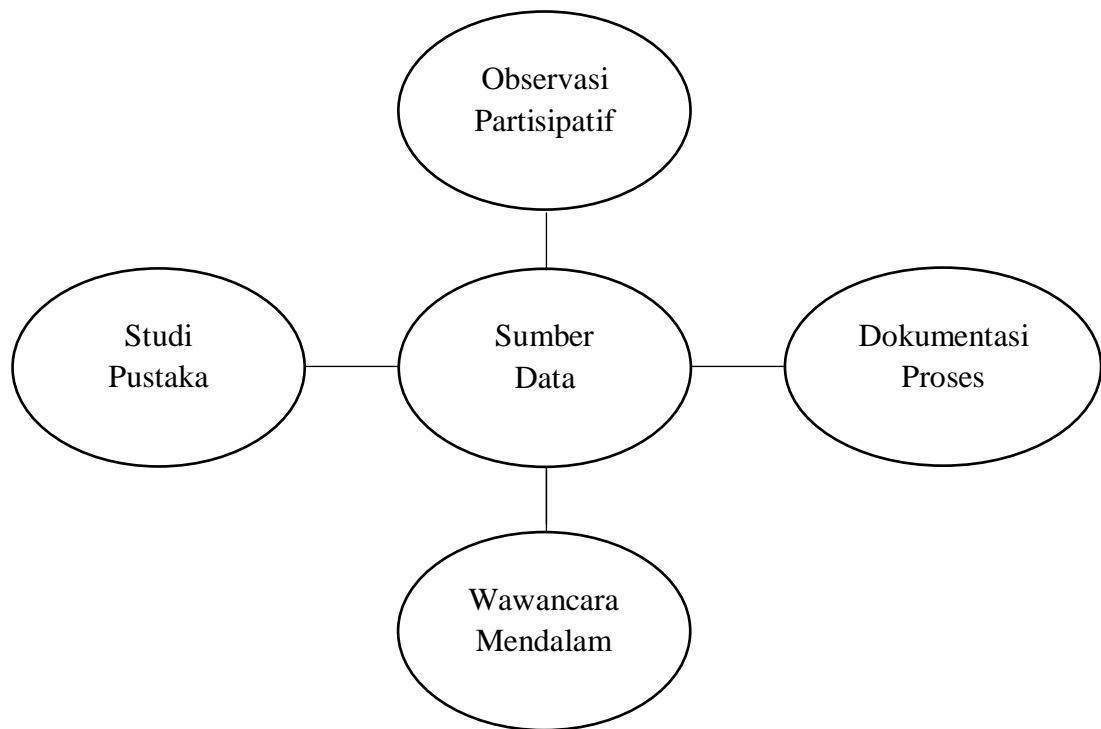 Observasi
Partisipatif
Studi
Pustaka
Sumber
Data
Dokumentasi
Proses
Wawancara
Mendalam